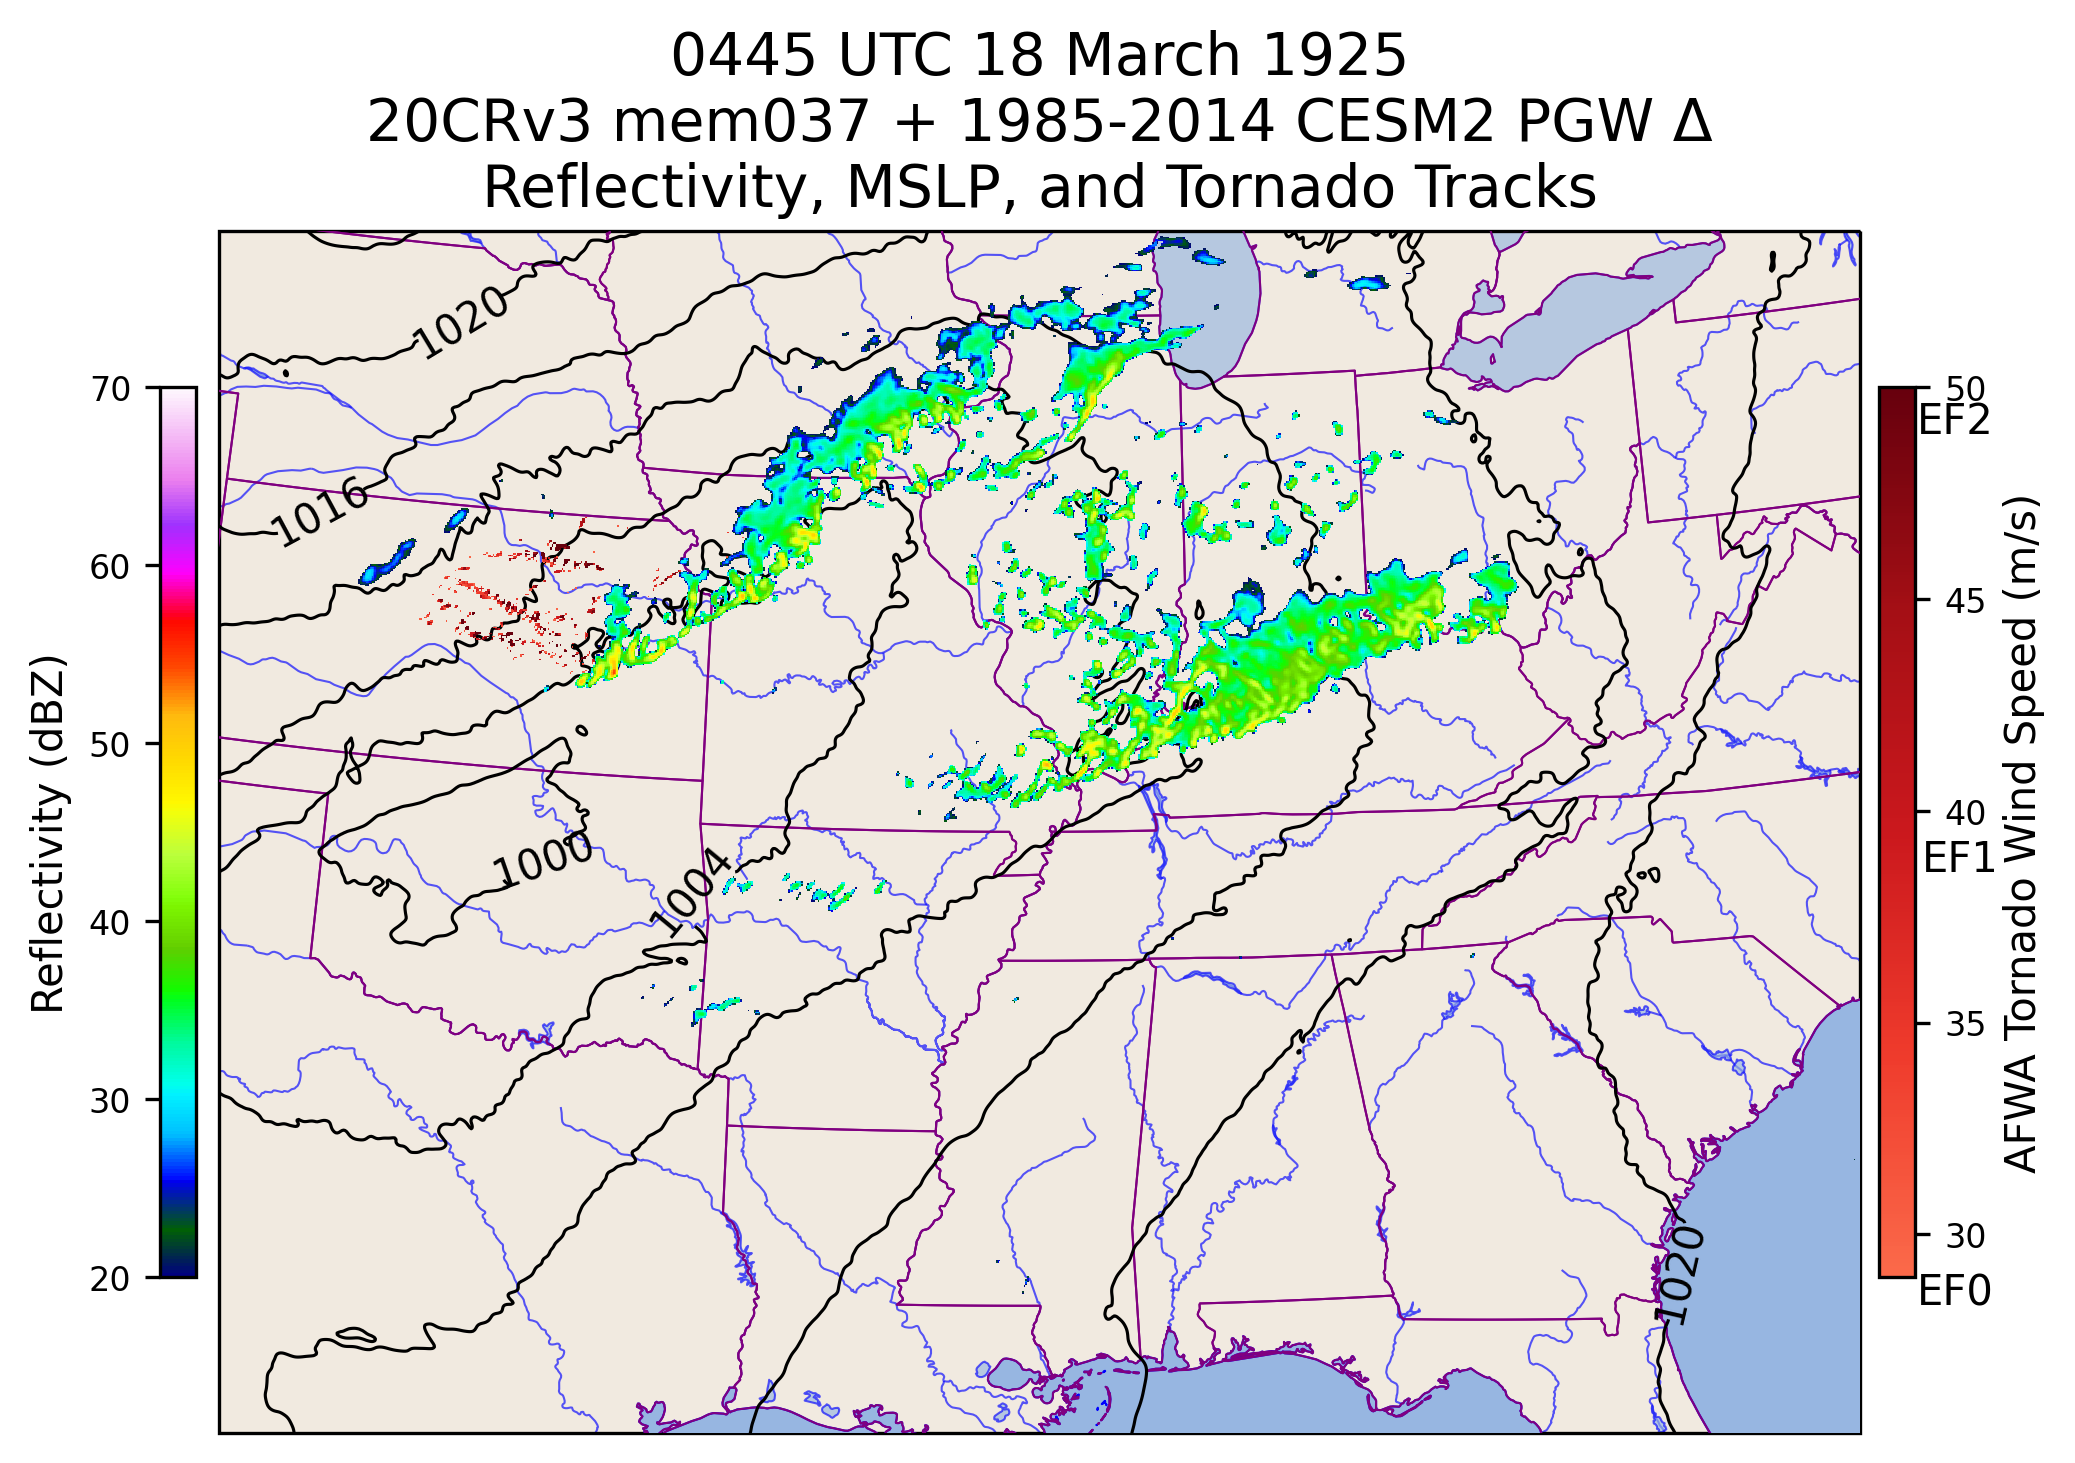 0445 UTC 18 March 1925
20CRv3 mem037 + 1985-2014 CESM2 PGW Δ
Reflectivity, MSLP, and Tornado Tracks
Reflectivity (dBZ)
70
60
50
40
30
20
1020
1016
1000
1004
1020
50
EF2
45
40
EF1
35
30
EF0
AFWA Tornado Wind Speed (m/s)